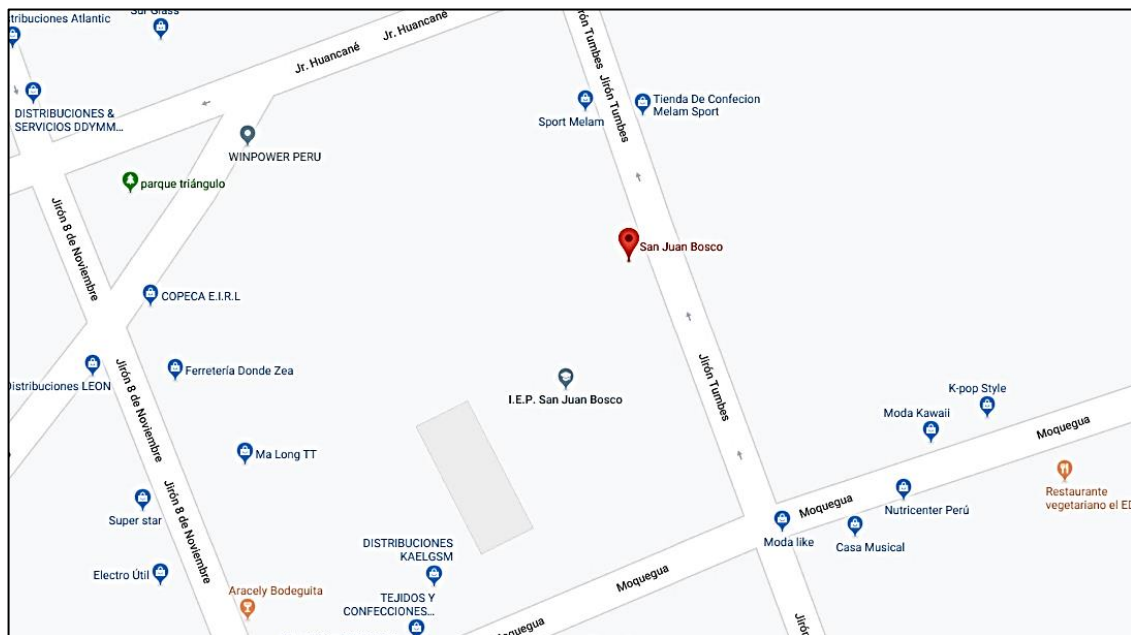 tribuciones Atlantic
Sur Glass
Jr. Huancané
Jr. Huancané
Jirón Tumbes
Jirón Tumbes
DISTRIBUCIONES &
SERVICIOS DDYMM...
Sport Melam
Tienda De Confecion
Melam Sport
WINPOWER PERU
parque triángulo
Jirón 8 de Noviembre
San Juan Bosco
COPECA E.I.R.L
Distribuciones LEON
Ferretería Donde Zea
Jirón 8 de Noviembre
I.E.P. San Juan Bosco
Jirón Tumbes
K-pop Style
Moda Kawaii
Moquegua
Ma Long TT
Restaurante
vegetariano el ED
Super star
Jirón 8 de Noviembre
Nutricenter Perú
Moquegua
Moda like
Casa Musical
DISTRIBUCIONES
KAELGSM
Electro Útil
Aracely Bodeguita
TEJIDOS Y
CONFECCIONES...
Moquegua
Moquegua
Jirón